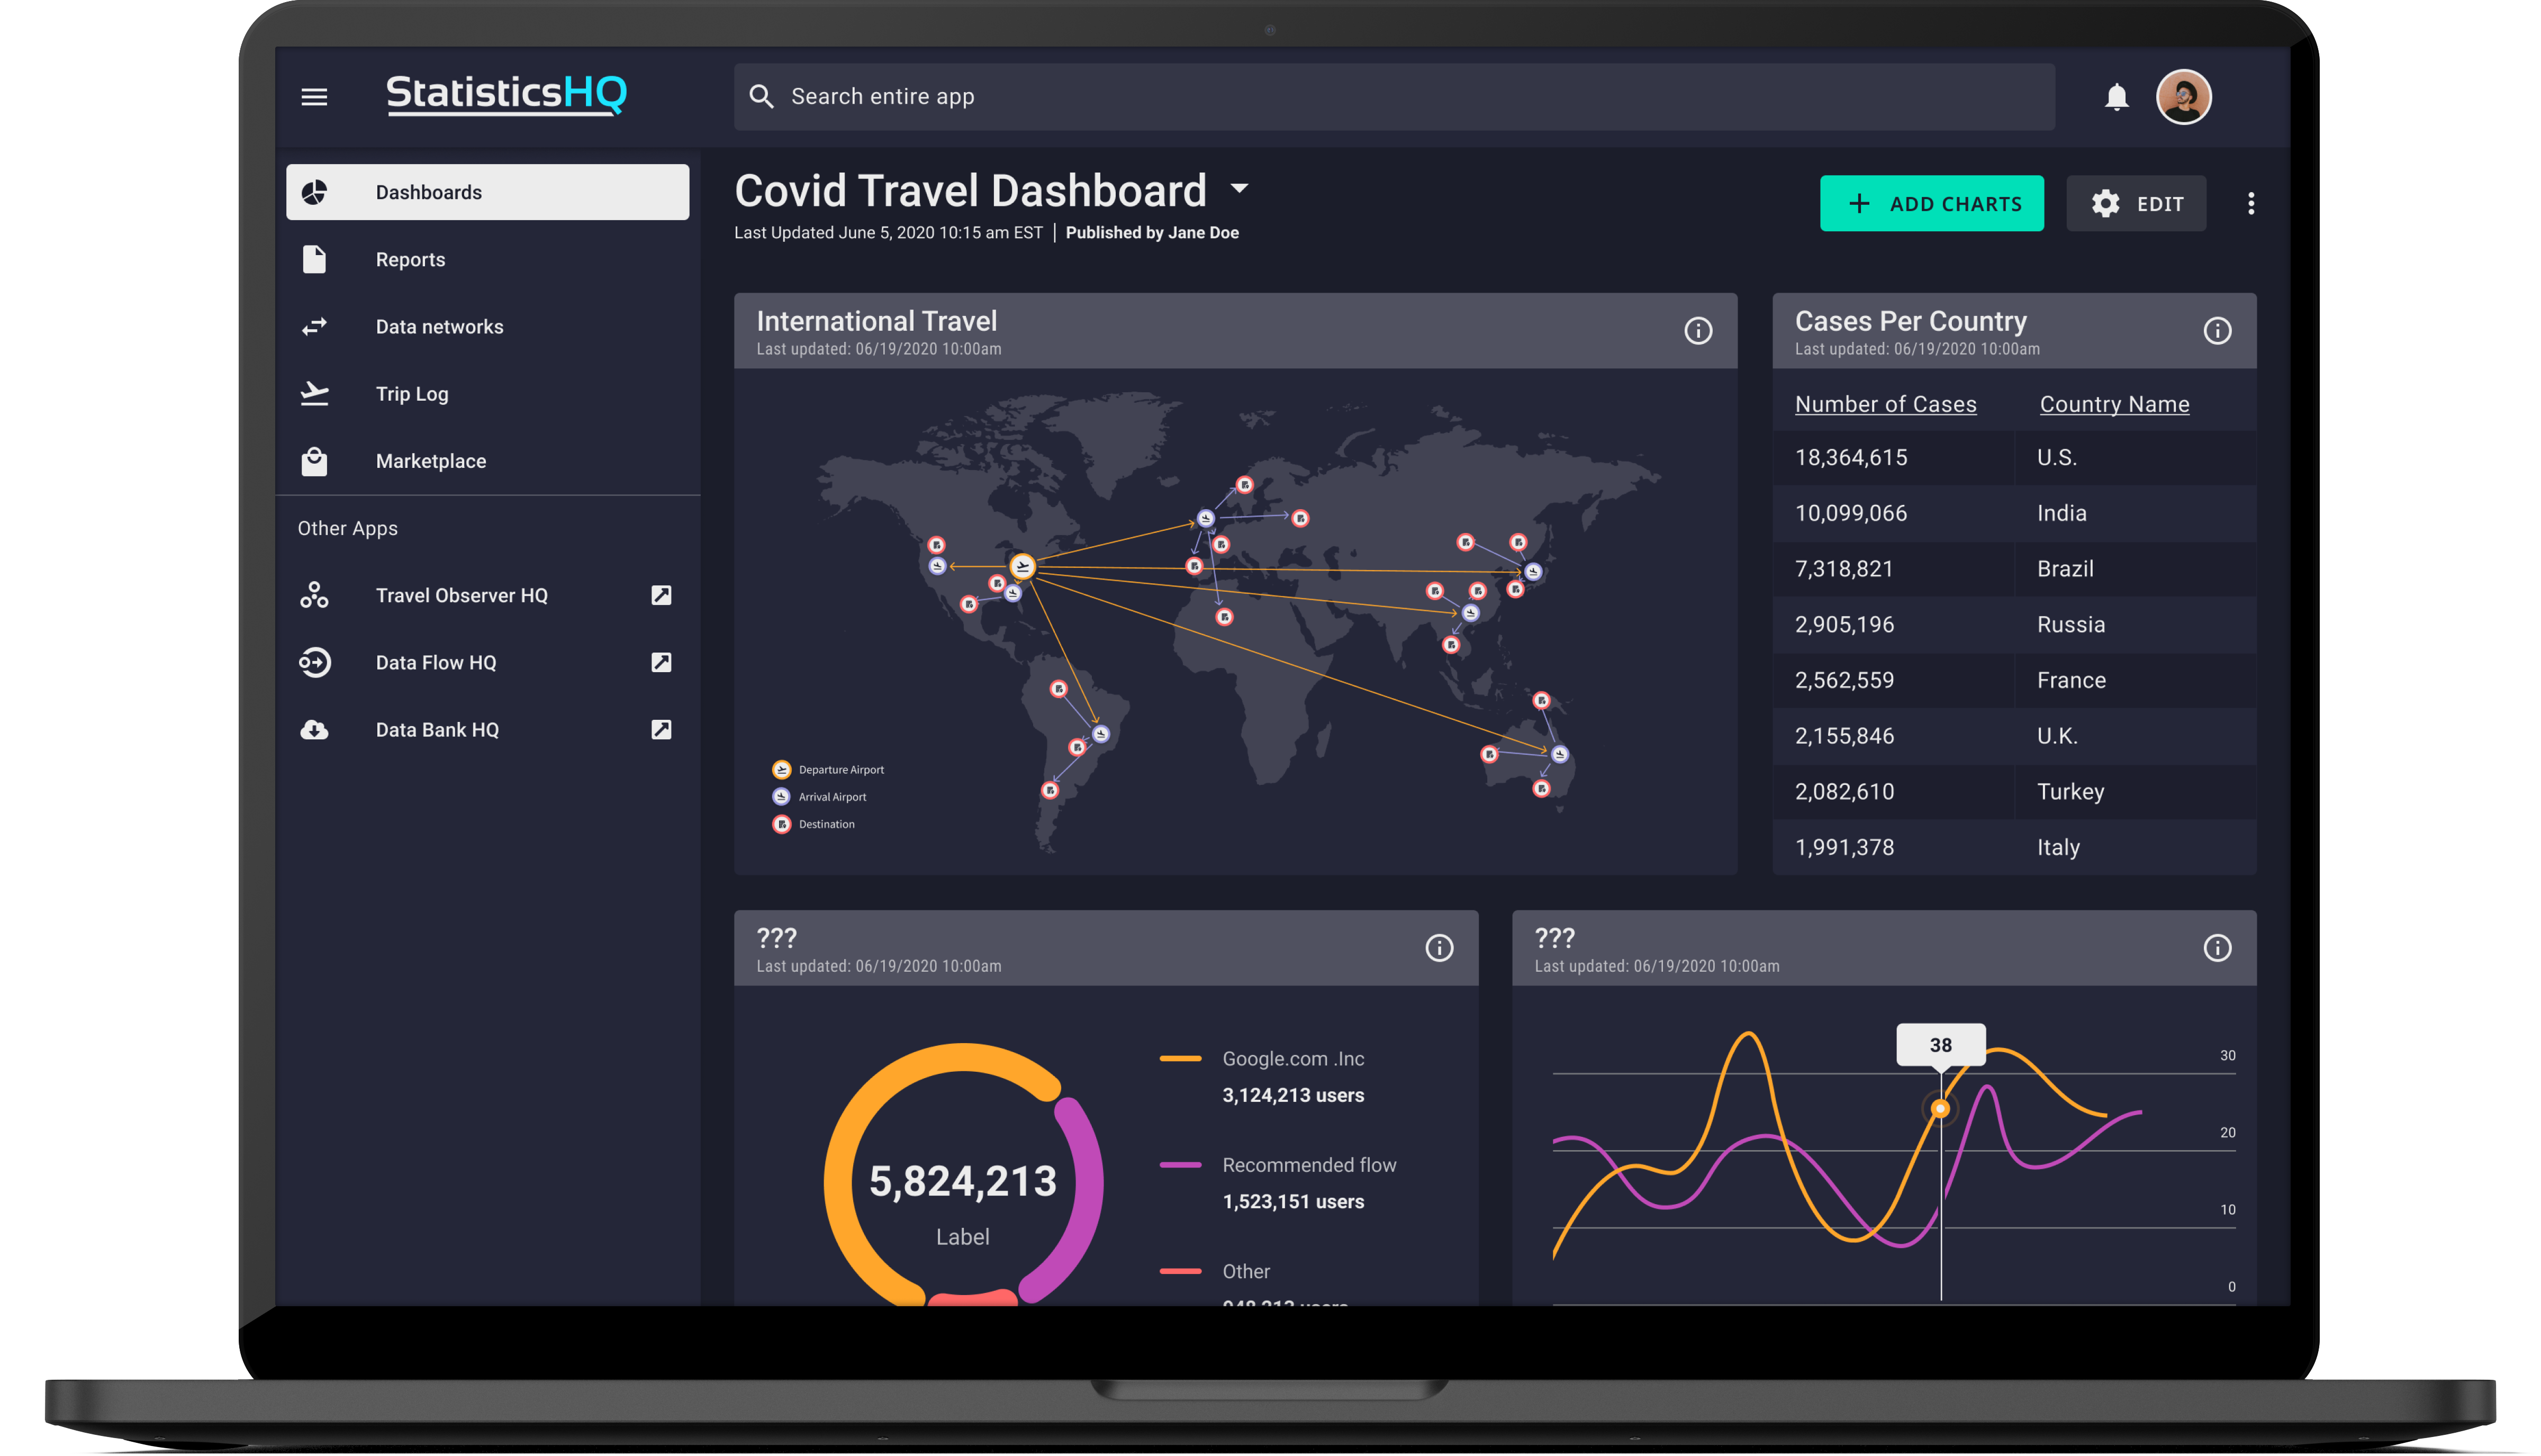 StatisticsHQ
Search entire app
Dashboards
Reports
Data networks
Trip Log
Marketplace
Other Apps
Travel Observer HQ
Data Flow HQ
Data Bank HQ
Covid Travel Dashboard
Last Updated June 5, 2020 10:15 am EST | Published by Jane Doe
+ ADD CHARTS
EDIT
International Travel
Last updated: 06/19/2020 10:00am
Departure Airport
Arrival Airport
Destination
Cases Per Country
Last updated: 06/19/2020 10:00am
Number of Cases Country Name
18,364,615 U.S.
10,099,066 India
7,318,821 Brazil
2,905,196 Russia
2,562,559 France
2,155,846 U.K.
2,082,610 Turkey
1,991,378 Italy
???
Last updated: 06/19/2020 10:00am
5,824,213
Label
Google.com .Inc
3,124,213 users
Recommended flow
1,523,151 users
Other
???
Last updated: 06/19/2020 10:00am
38
30
20
10
0